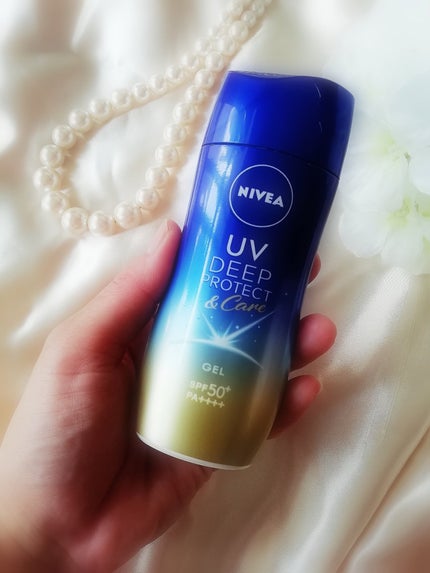 NIVEA
UV
DEEP
PROTECT
& Care
GEL
SPF50+
PA++++